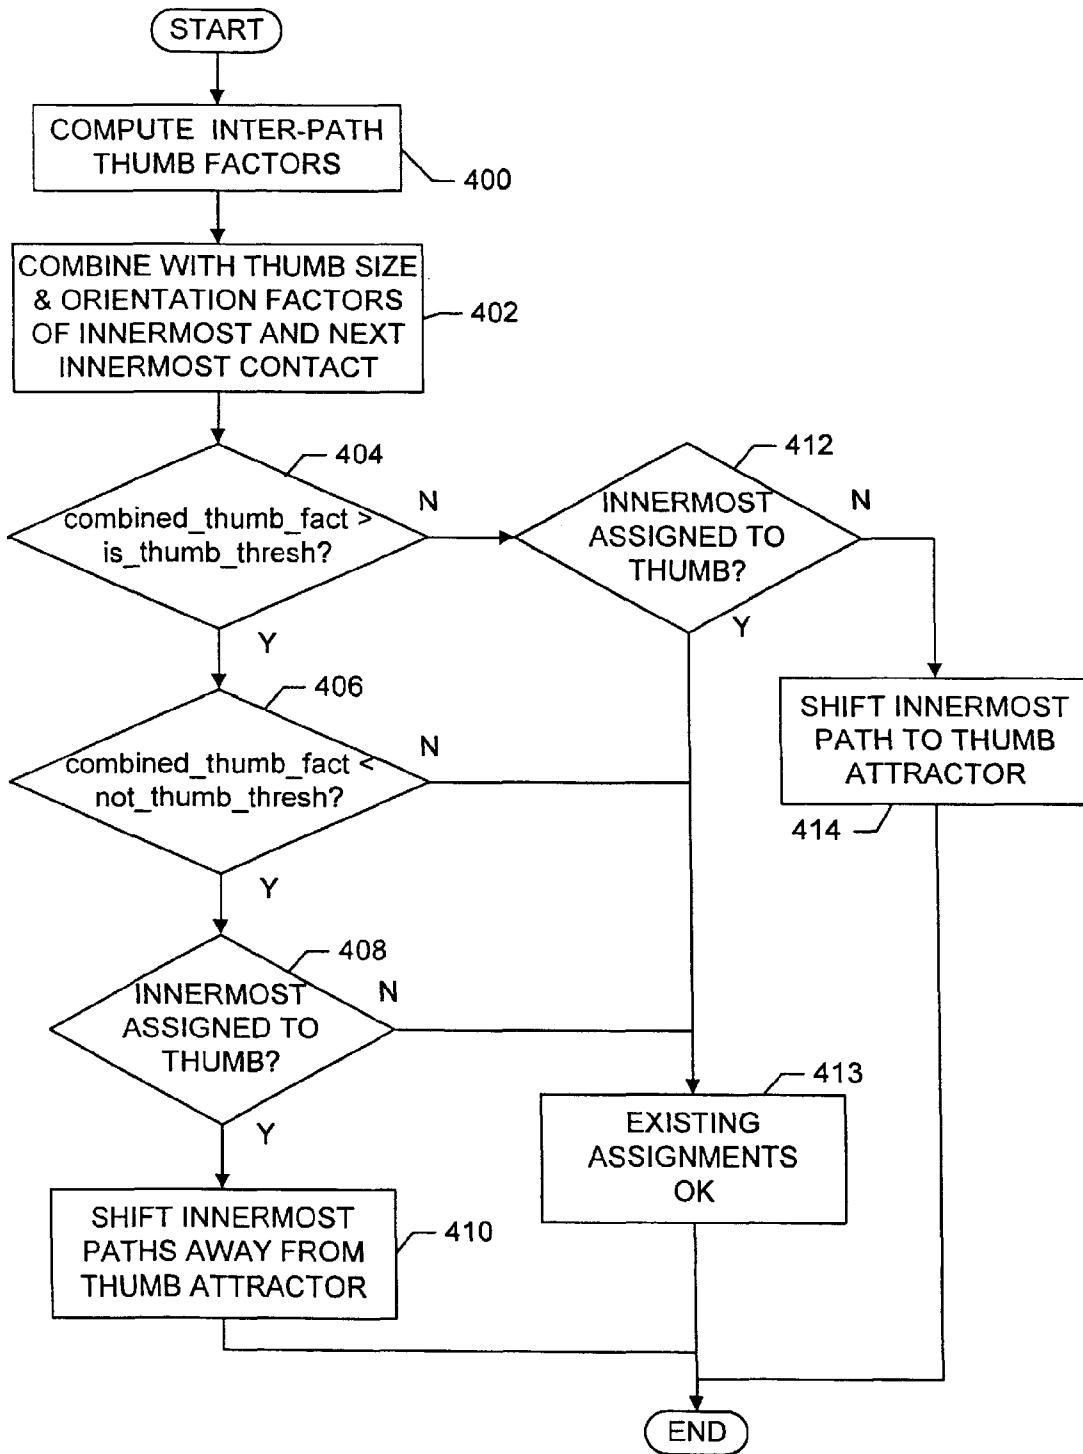 START
COMPUTE INTER-PATH
THUMB FACTORS
400
COMBINE WITH THUMB SIZE
& ORIENTATION FACTORS
OF INNERMOST AND NEXT
INNERMOST CONTACT
402
404
combined_thumb_fact >
is_thumb_thresh?
N
Y
412
INNERMOST
ASSIGNED TO
THUMB?
N
Y
406
combined_thumb_fact <
not_thumb_thresh?
N
Y
SHIFT INNERMOST
PATH TO THUMB
ATTRACTOR
414
408
INNERMOST
ASSIGNED TO
THUMB?
N
Y
413
EXISTING
ASSIGNMENTS
OK
SHIFT INNERMOST
PATHS AWAY FROM
THUMB ATTRACTOR
410
END